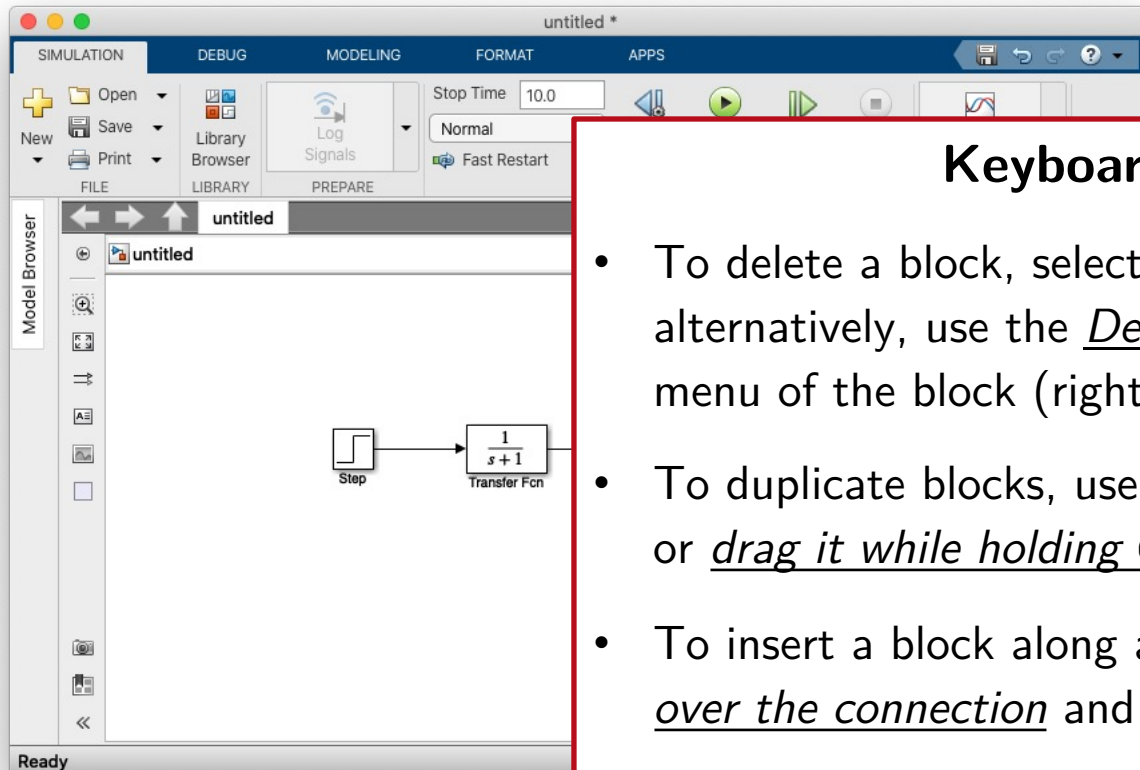 untitled *
SIMULATION DEBUG MODELING FORMAT APPS
New
Open
Save
Print
FILE
Library
Browser
LIBRARY
Log
Signals
PREPARE
Stop Time 10.0
Normal
Fast Restart
Model Browser
untitled
untitled
Step
1
s + 1
Transfer Fcn
Ready
Keyboar
• To delete a block, select
alternatively, use the De
menu of the block (right
• To duplicate blocks, use
or drag it while holding
• To insert a block along a
over the connection and